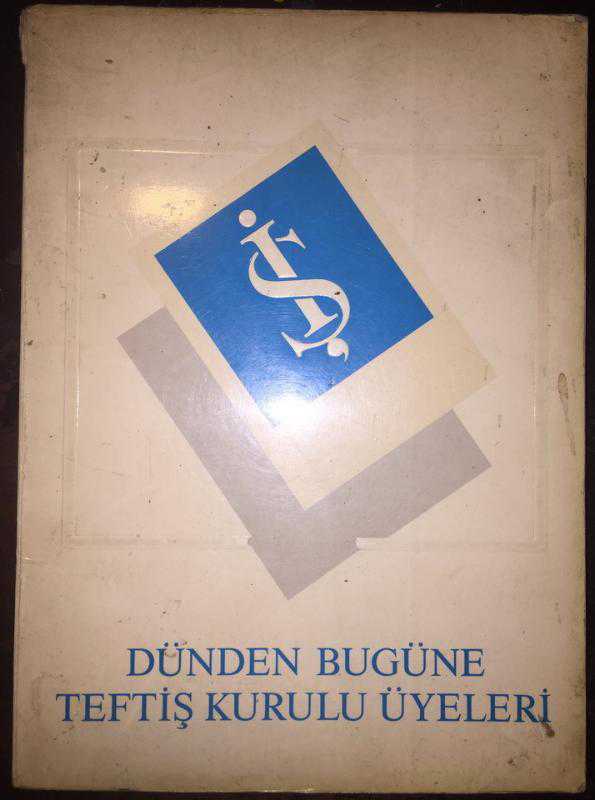 İŞ
DÜNDEN BUGÜNE
TEFTİŞ KURULU ÜYELERİ